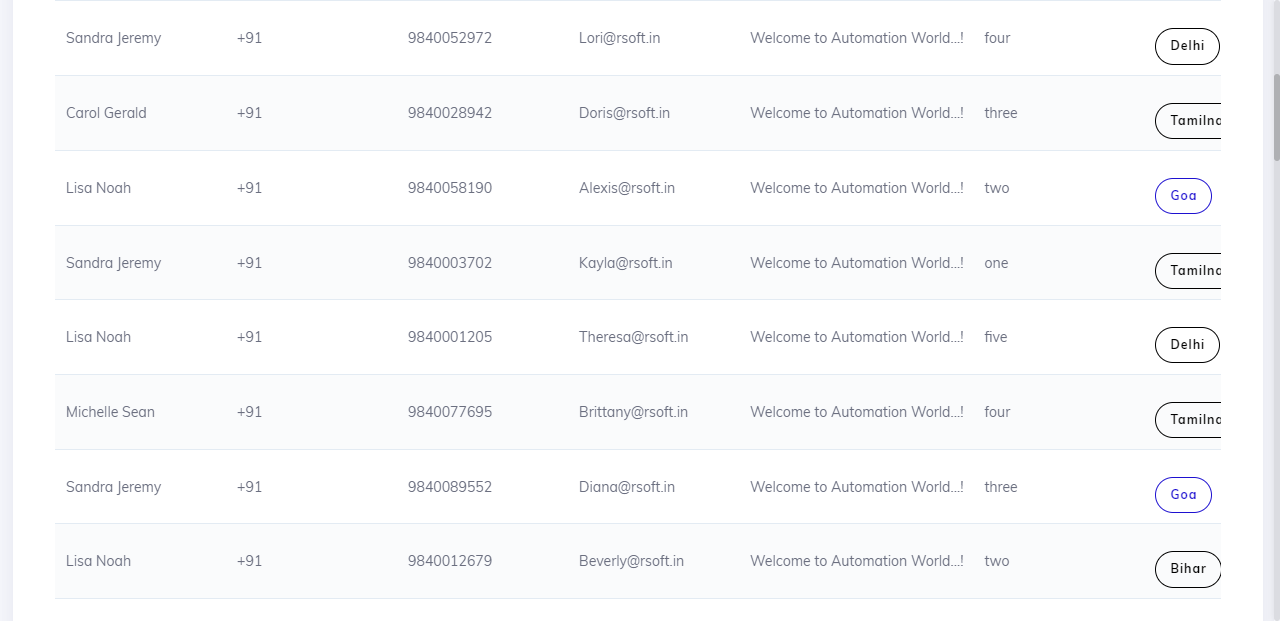 Sandra Jeremy +91 9840052972 Lori@rsoft.in Welcome to Automation World...! four Delhi
Carol Gerald +91 9840028942 Doris@rsoft.in Welcome to Automation World...! three Tamilna
Lisa Noah +91 9840058190 Alexis@rsoft.in Welcome to Automation World...! two Goa
Sandra Jeremy +91 9840003702 Kayla@rsoft.in Welcome to Automation World...! one Tamilna
Lisa Noah +91 9840001205 Theresa@rsoft.in Welcome to Automation World...! five Delhi
Michelle Sean +91 9840077695 Brittany@rsoft.in Welcome to Automation World...! four Tamilna
Sandra Jeremy +91 9840089552 Diana@rsoft.in Welcome to Automation World...! three Goa
Lisa Noah +91 9840012679 Beverly@rsoft.in Welcome to Automation World...! two Bihar